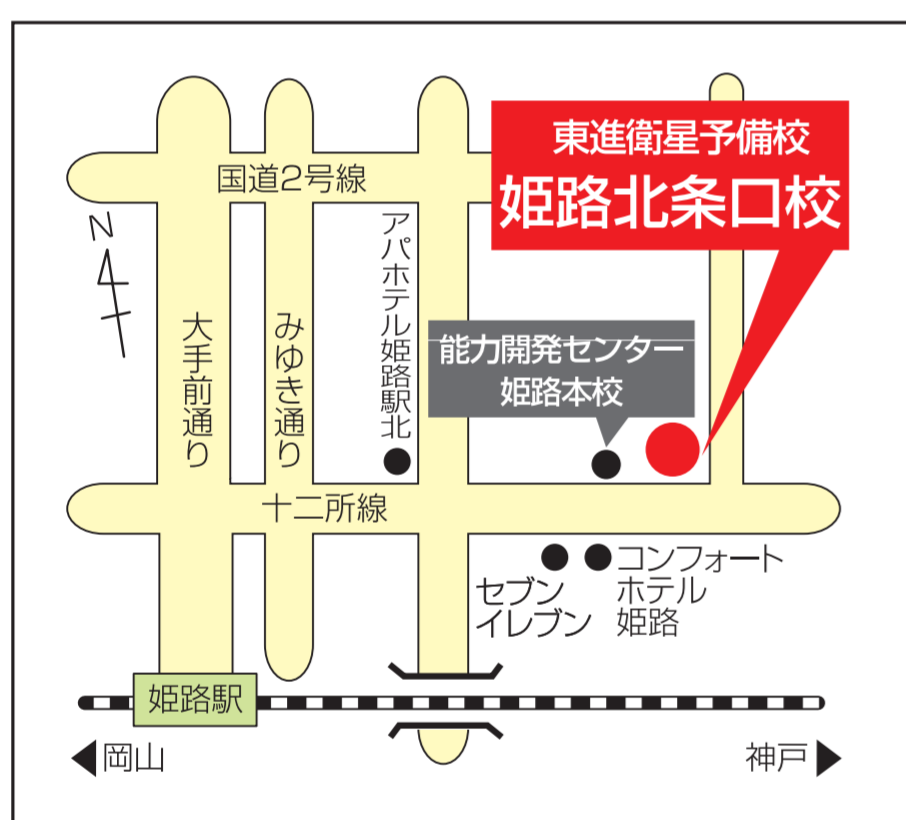 東進衛星予備校
姫路北条口校
国道2号線
N
大手前通り
みゆき通り
アパホテル姫路駅北
能力開発センター
姫路本校
十二所線
セブン
イレブン
コンフォート
ホテル
姫路
姫路駅
岡山
神戸